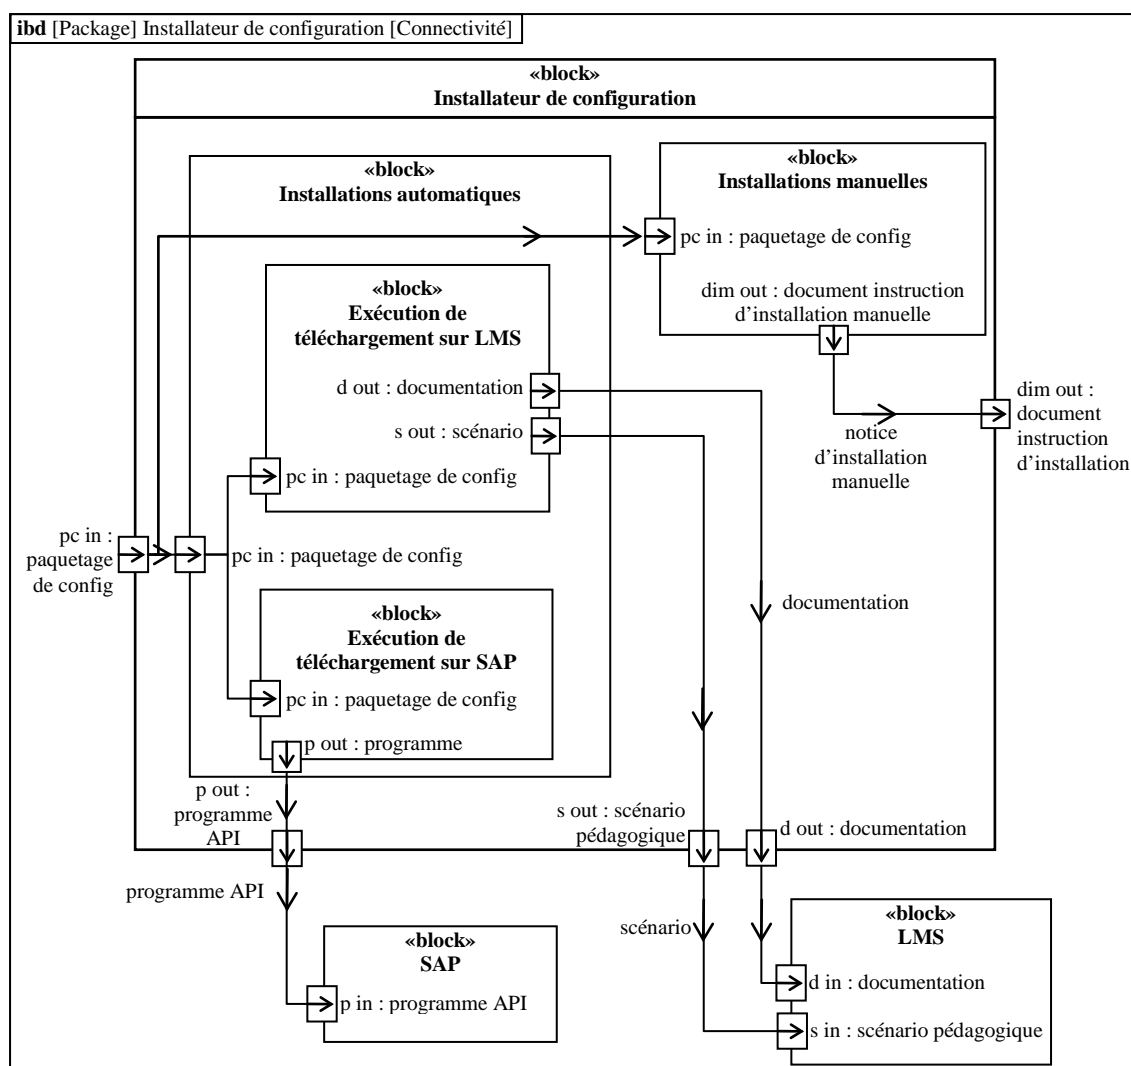 ibd [Package] Installateur de configuration [Connectivité]
«block»
Installateur de configuration
«block»
Installations automatiques
«block»
Installations manuelles
pc in : paquetage de config
dim out : document instruction
d’installation manuelle
«block»
Exécution de
téléchargement sur LMS
d out : documentation
s out : scénario
pc in : paquetage de config
dim out :
document
instruction
d’installation
notice
d’installation
manuelle
pc in :
paquetage
de config
pc in : paquetage de config
documentation
«block»
Exécution de
téléchargement sur SAP
pc in : paquetage de config
p out : programme
p out :
programme
API
s out : scénario
pédagogique
d out : documentation
programme API
scénario
«block»
SAP
p in : programme API
«block»
LMS
d in : documentation
s in : scénario pédagogique